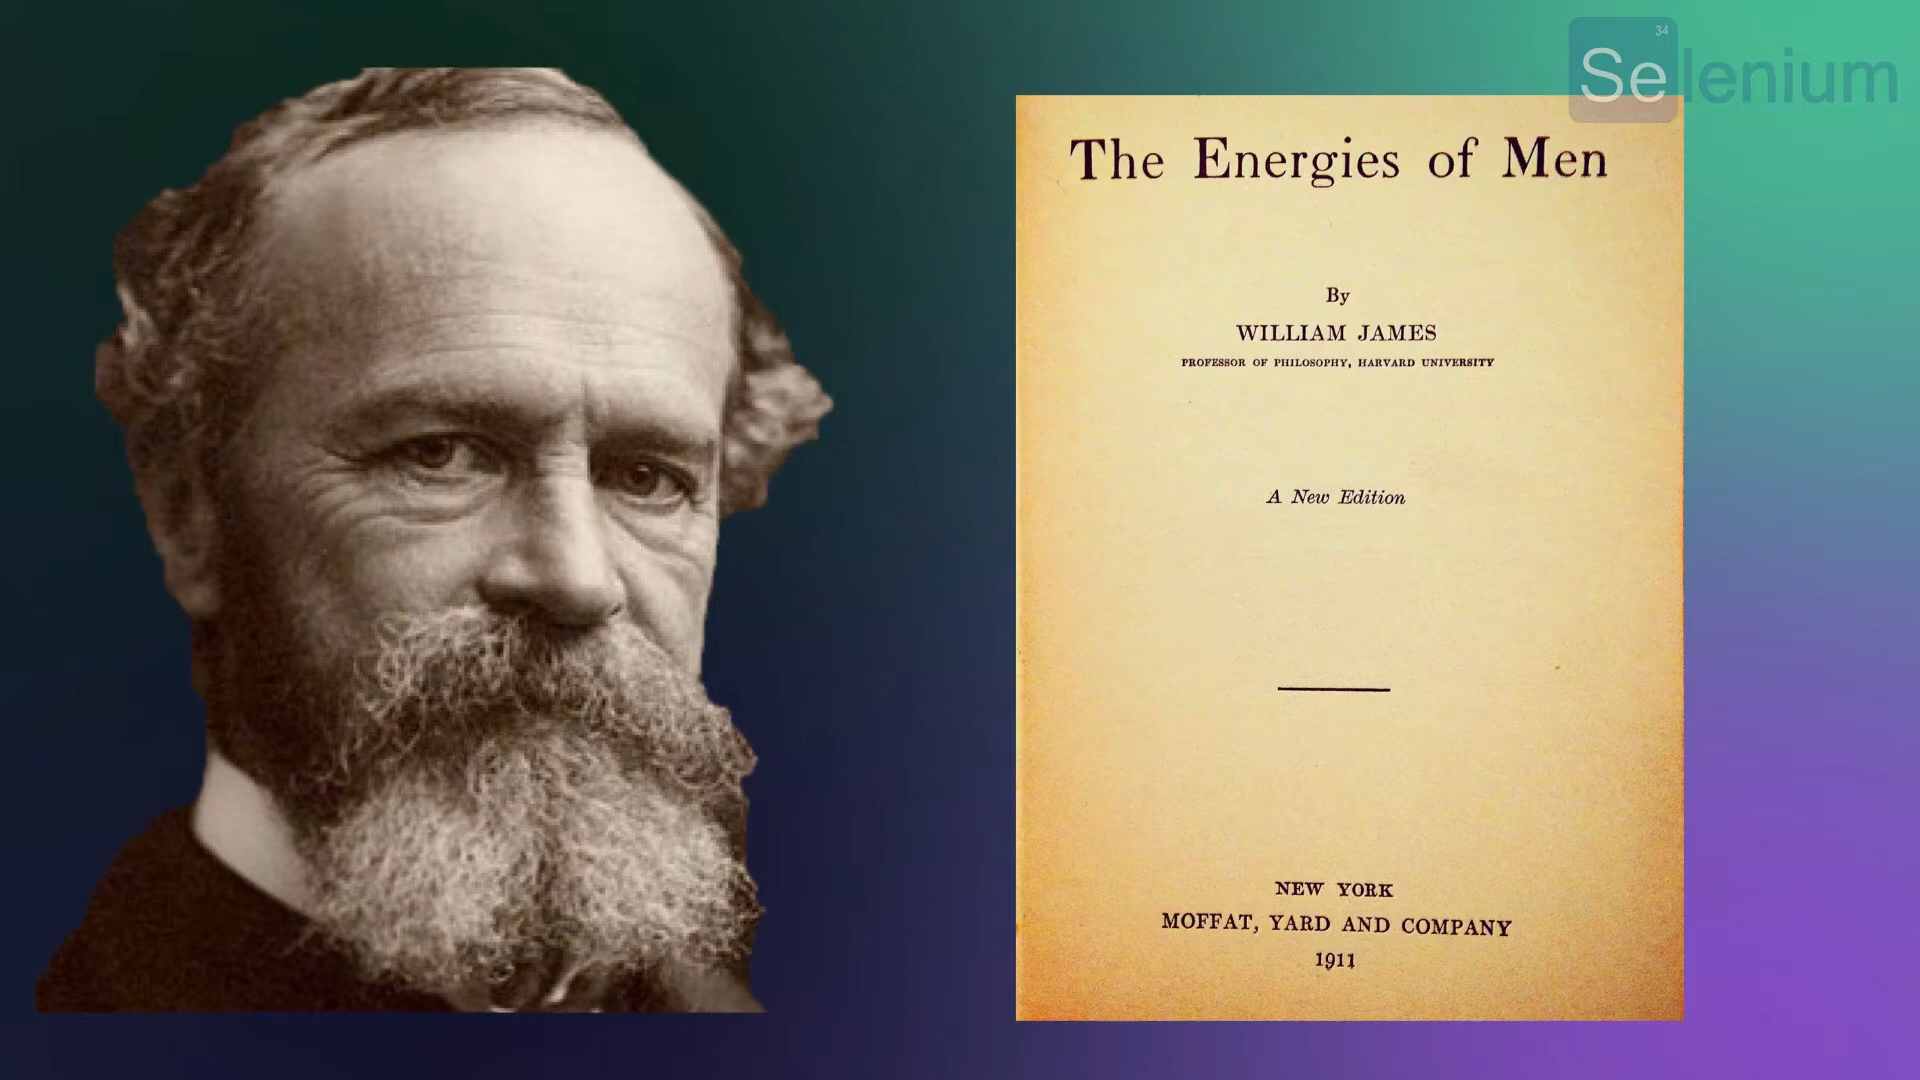 34
Selenium
The Energies of Men
By
WILLIAM JAMES
PROFESSOR OF PHILOSOPHY, HARVARD UNIVERSITY
A New Edition
NEW YORK
MOFFAT, YARD AND COMPANY
1911